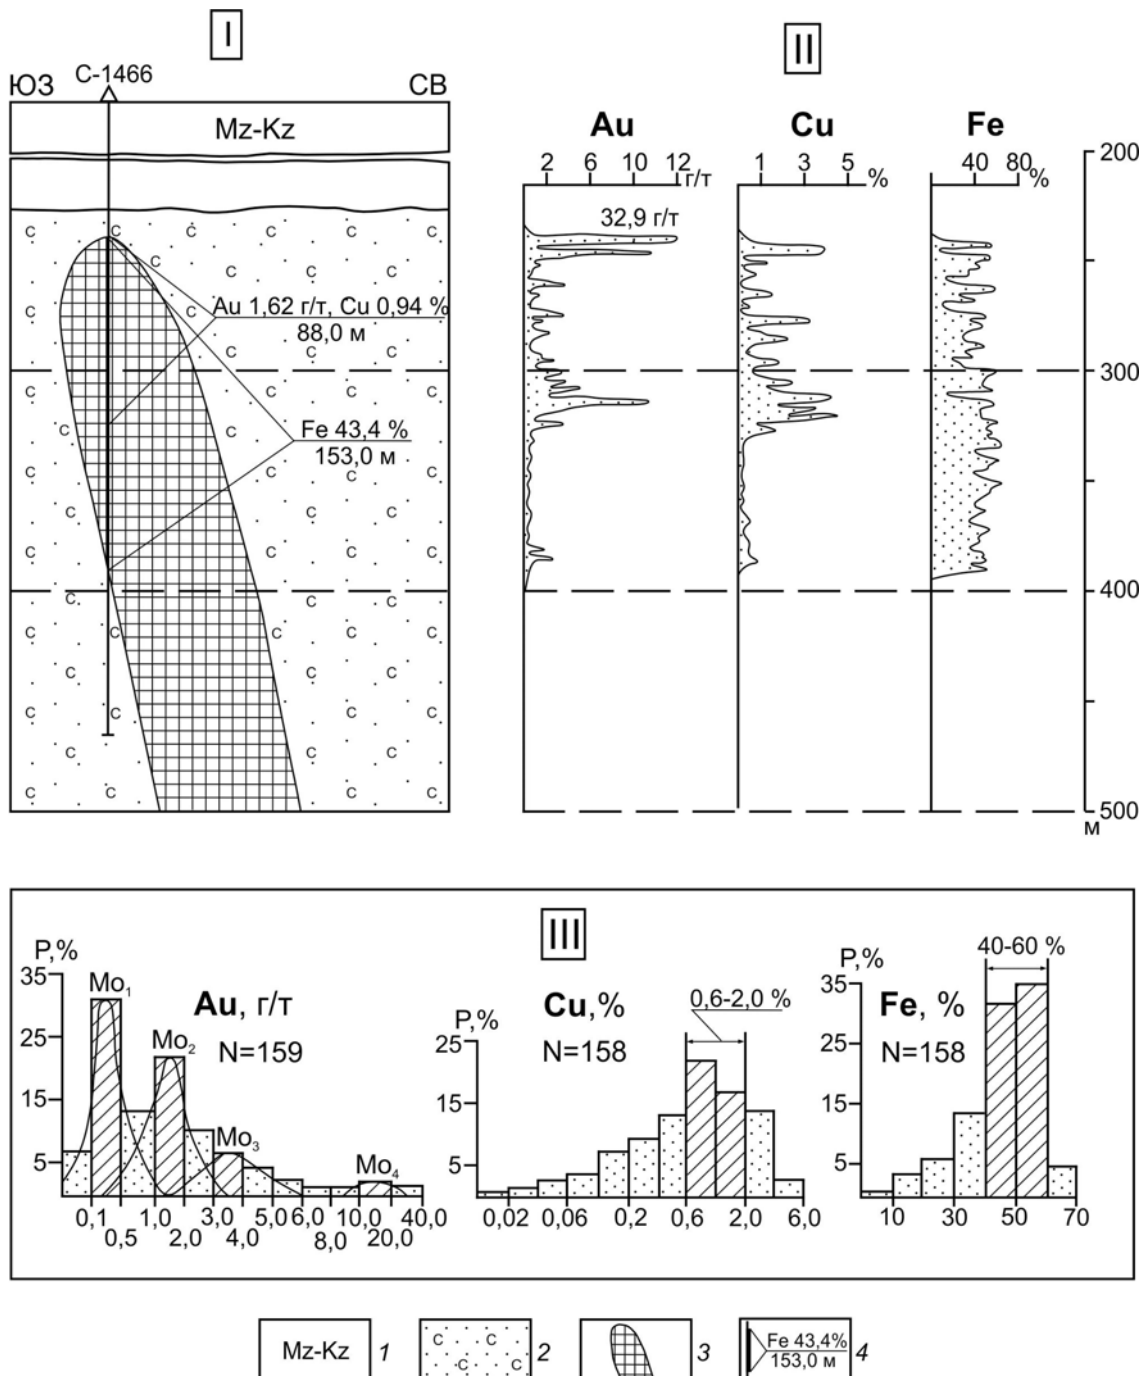 I
II
ЮЗ C-1466 СВ
Mz-Kz
Au 1,62 г/т, Cu 0,94 %
88,0 м
Fe 43,4 %
153,0 м
Au Cu Fe
2 6 10 12 г/т 1 3 5 % 40 80 %
32,9 г/т
200
300
400
500
м
III
P,%
35
15
5
Mo₁
Mo₂
Mo₃
Mo₄
Au, г/т
N=159
0,1 1,0 3,0 5,0 6,0 10,0 40,0
0,5 2,0 4,0 8,0 20,0
P,%
25
15
5
Cu,%
N=158
0,6-2,0 %
0,02 0,06 0,2 0,6 2,0 6,0
P,%
35
25
15
5
Fe, %
N=158
40-60 %
10 30 50 70
Mz-Kz 1
c c c c c 2
3
Fe 43,4%
153,0 м
4